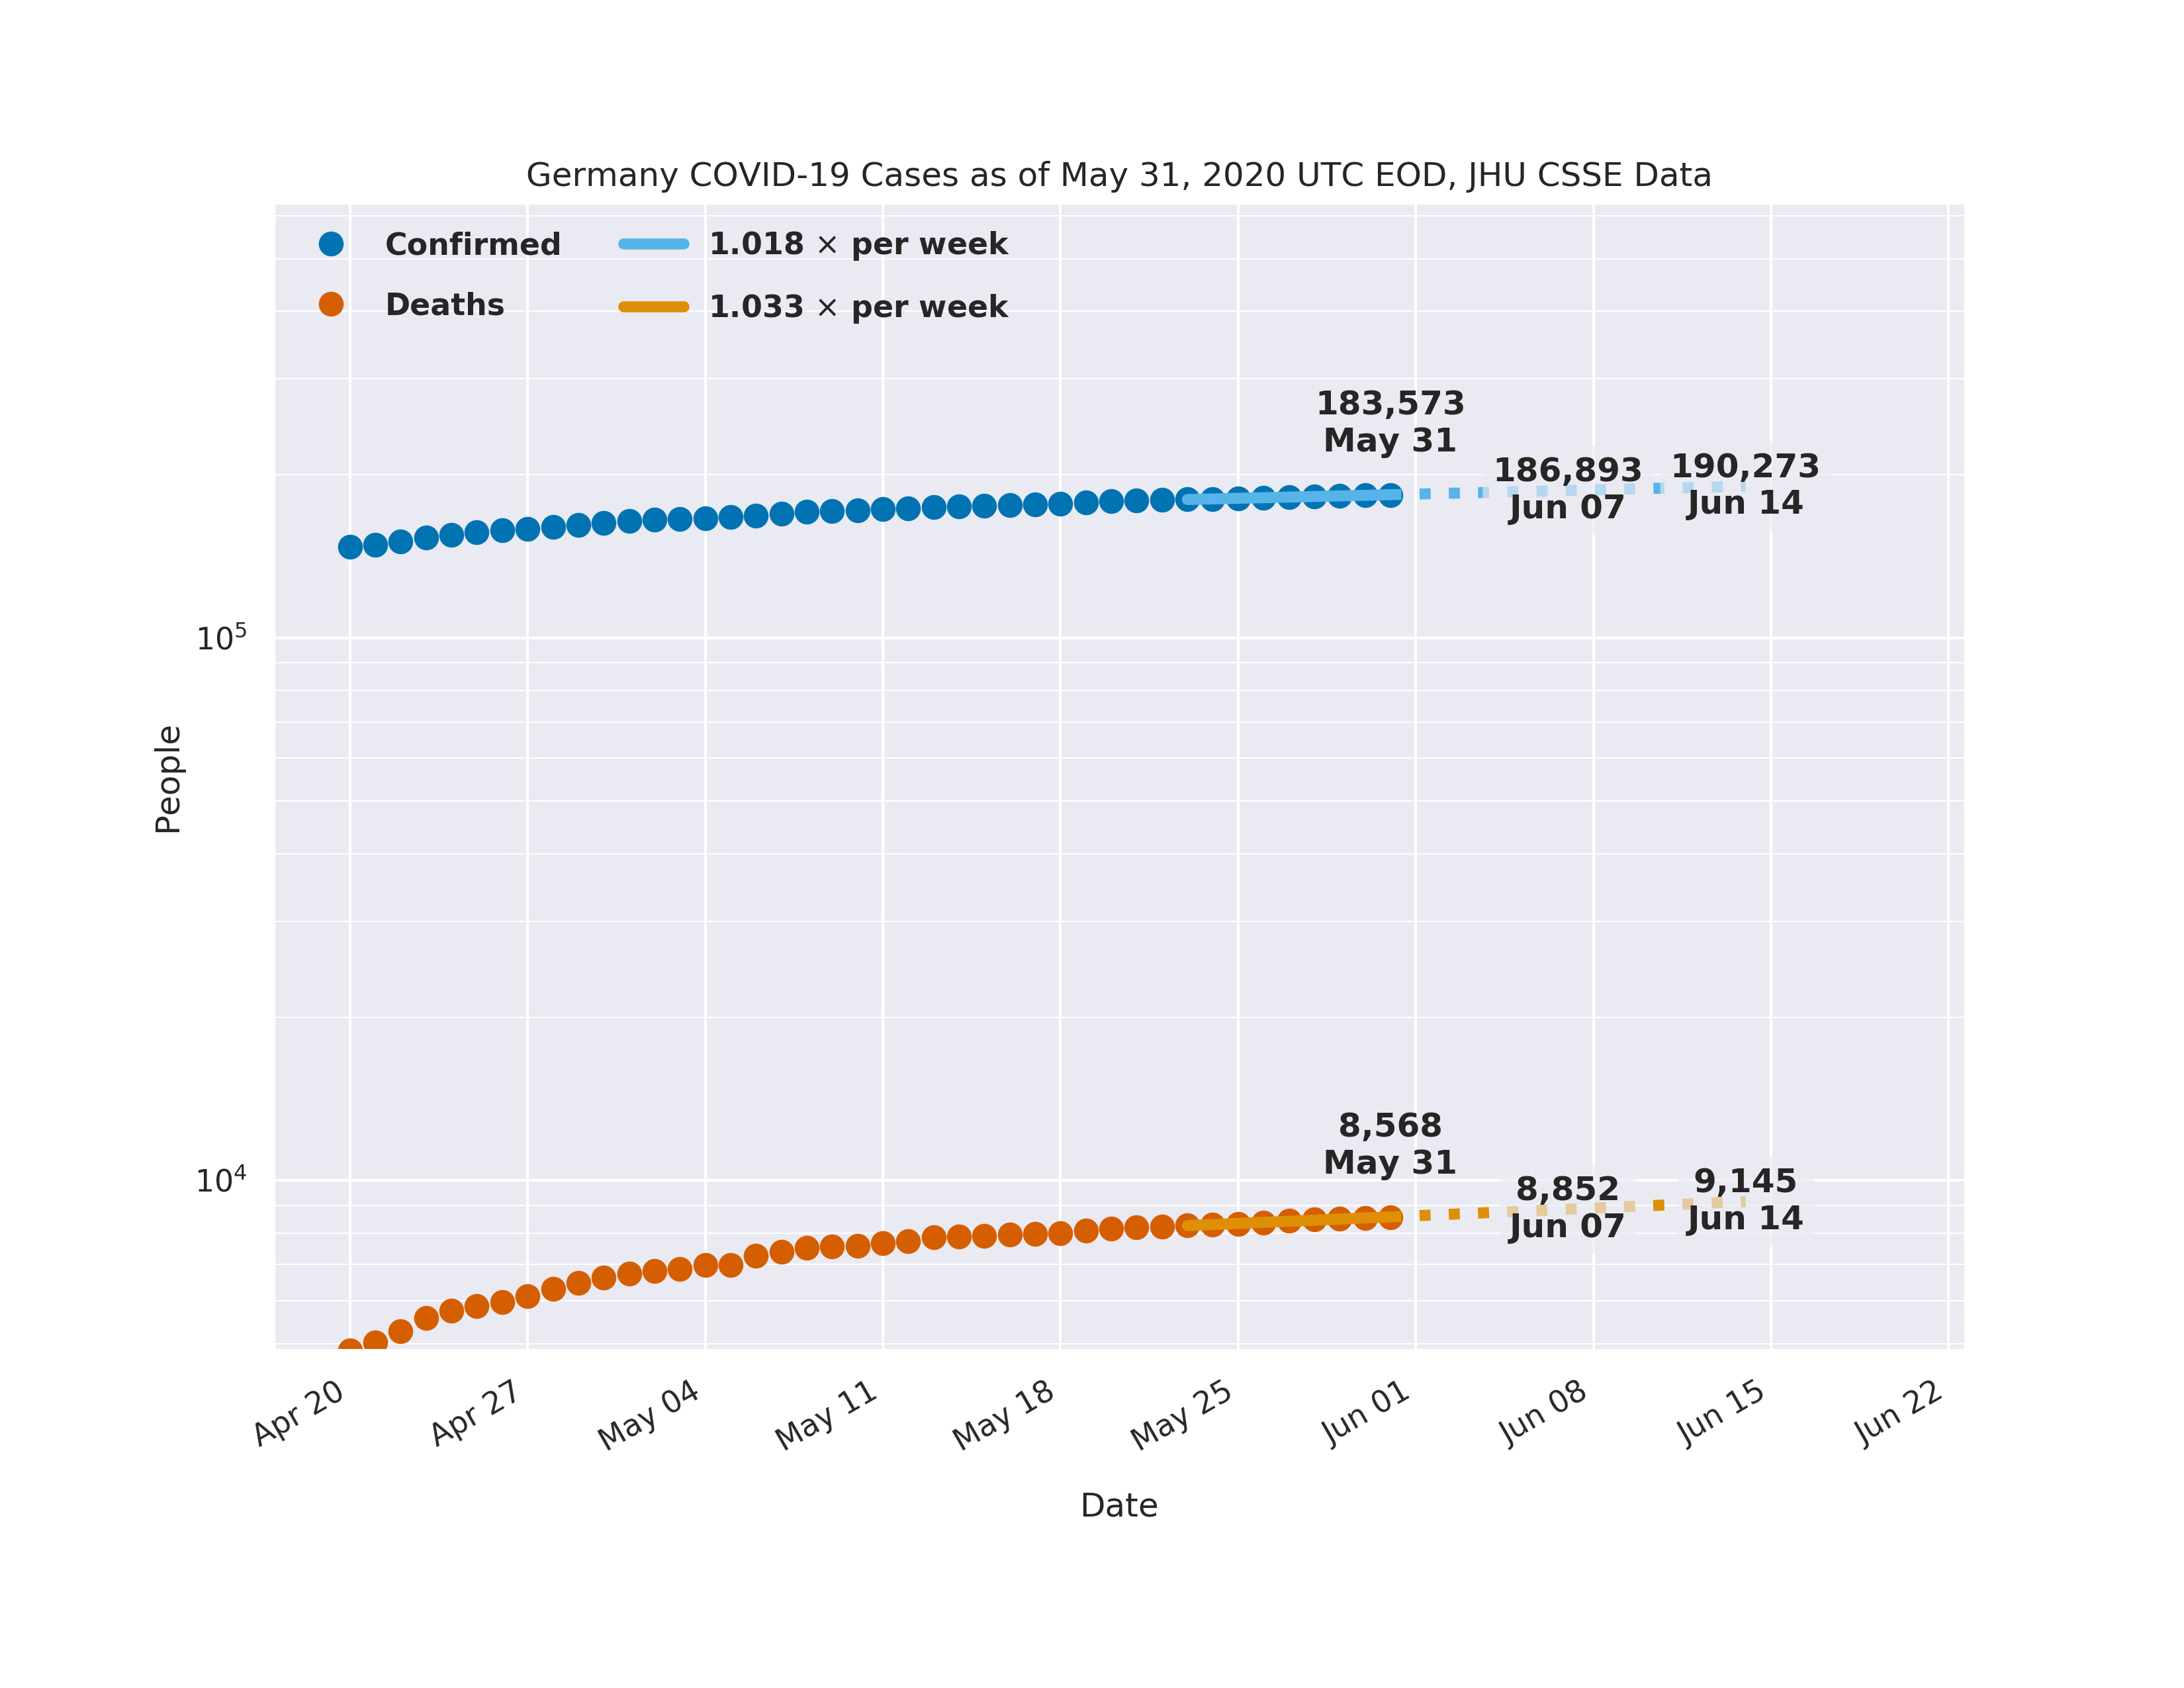 Germany COVID-19 Cases as of May 31, 2020 UTC EOD, JHU CSSE Data
Confirmed
Deaths
1.018 × per week
1.033 × per week
183,573
May 31
186,893
Jun 07
190,273
Jun 14
10⁵
People
8,568
May 31
8,852
Jun 07
9,145
Jun 14
10⁴
Apr 20
Apr 27
May 04
May 11
May 18
May 25
Jun 01
Jun 08
Jun 15
Jun 22
Date